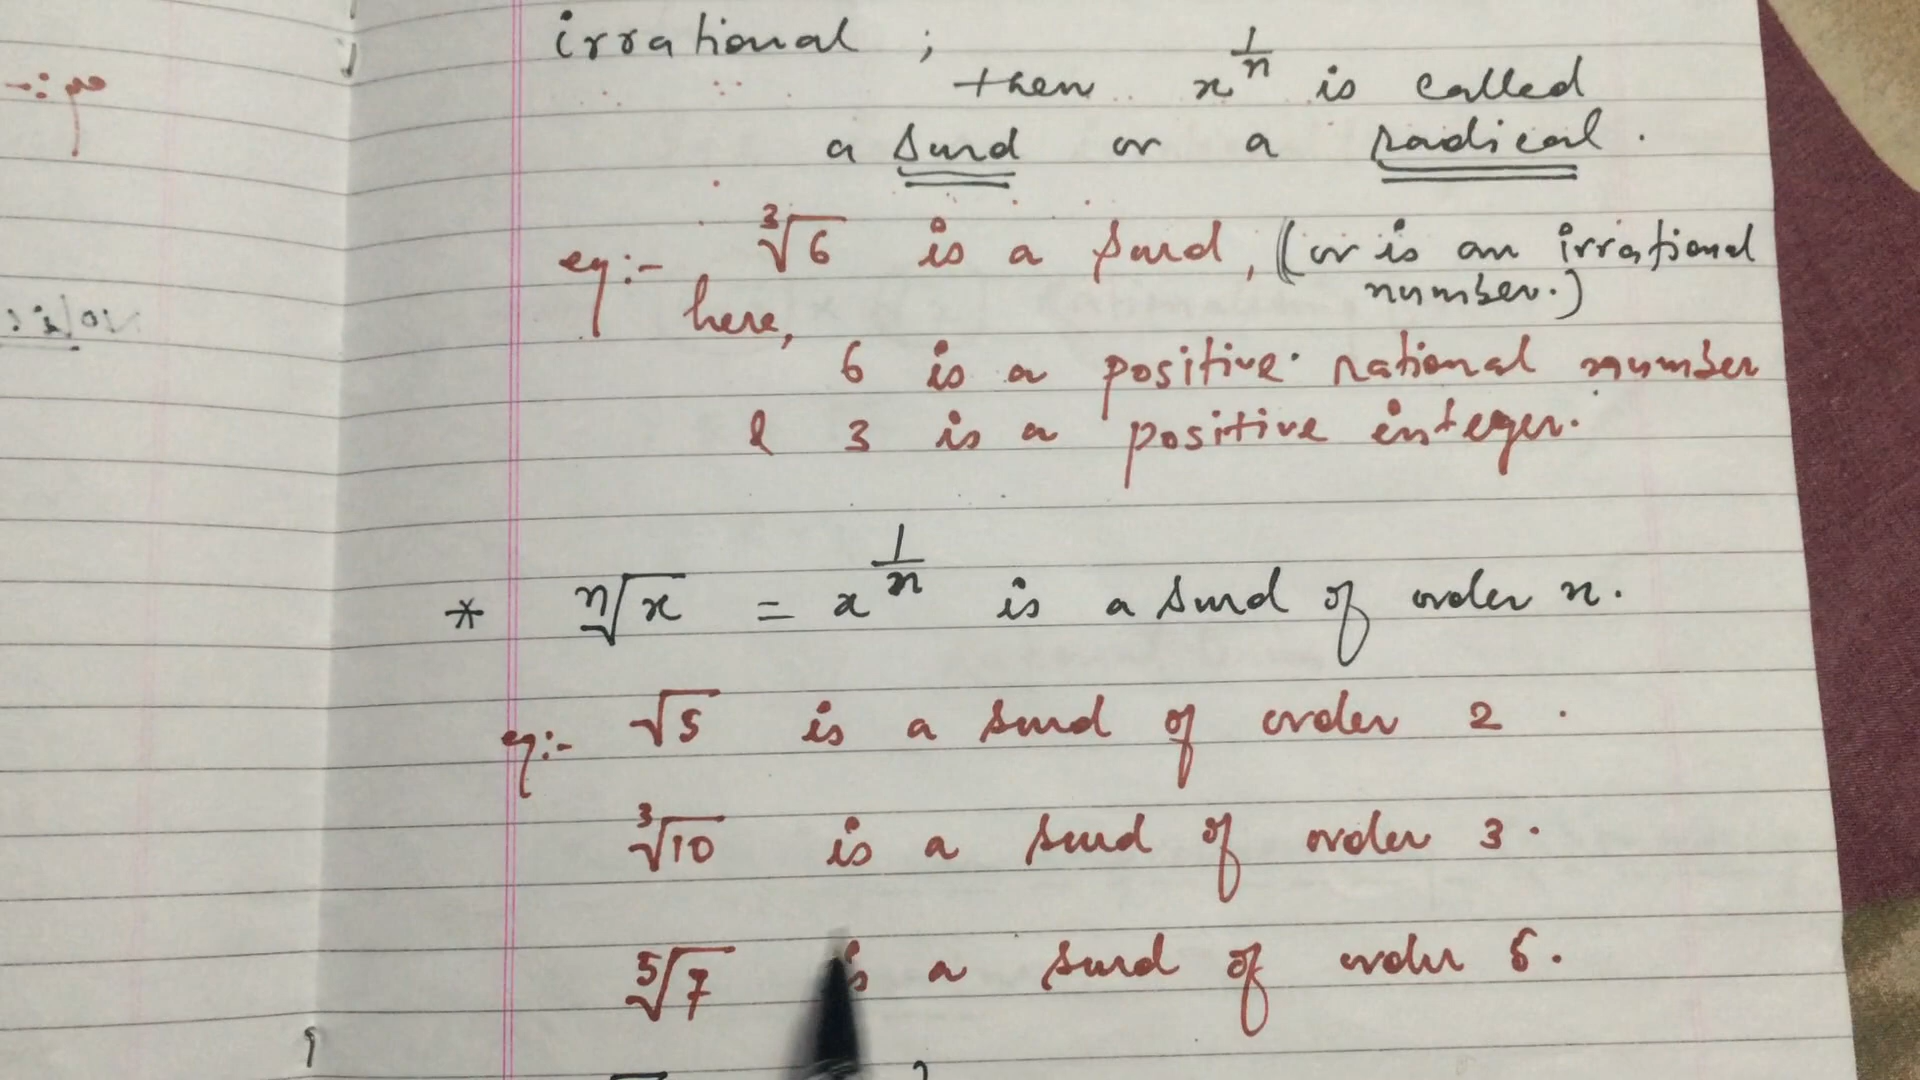 irrational ;
then x^{1/n} is called
a surd or a radical.
eg:- ∛6 is a surd, (or is an irrational
number.)
here,
6 is a positive rational number
& 3 is a positive integer.
* ⁿ√x = x^{1/n} is a surd of order n.
eg:- √5 is a surd of order 2.
∛10 is a surd of order 3.
⁵√7 is a surd of order 5.